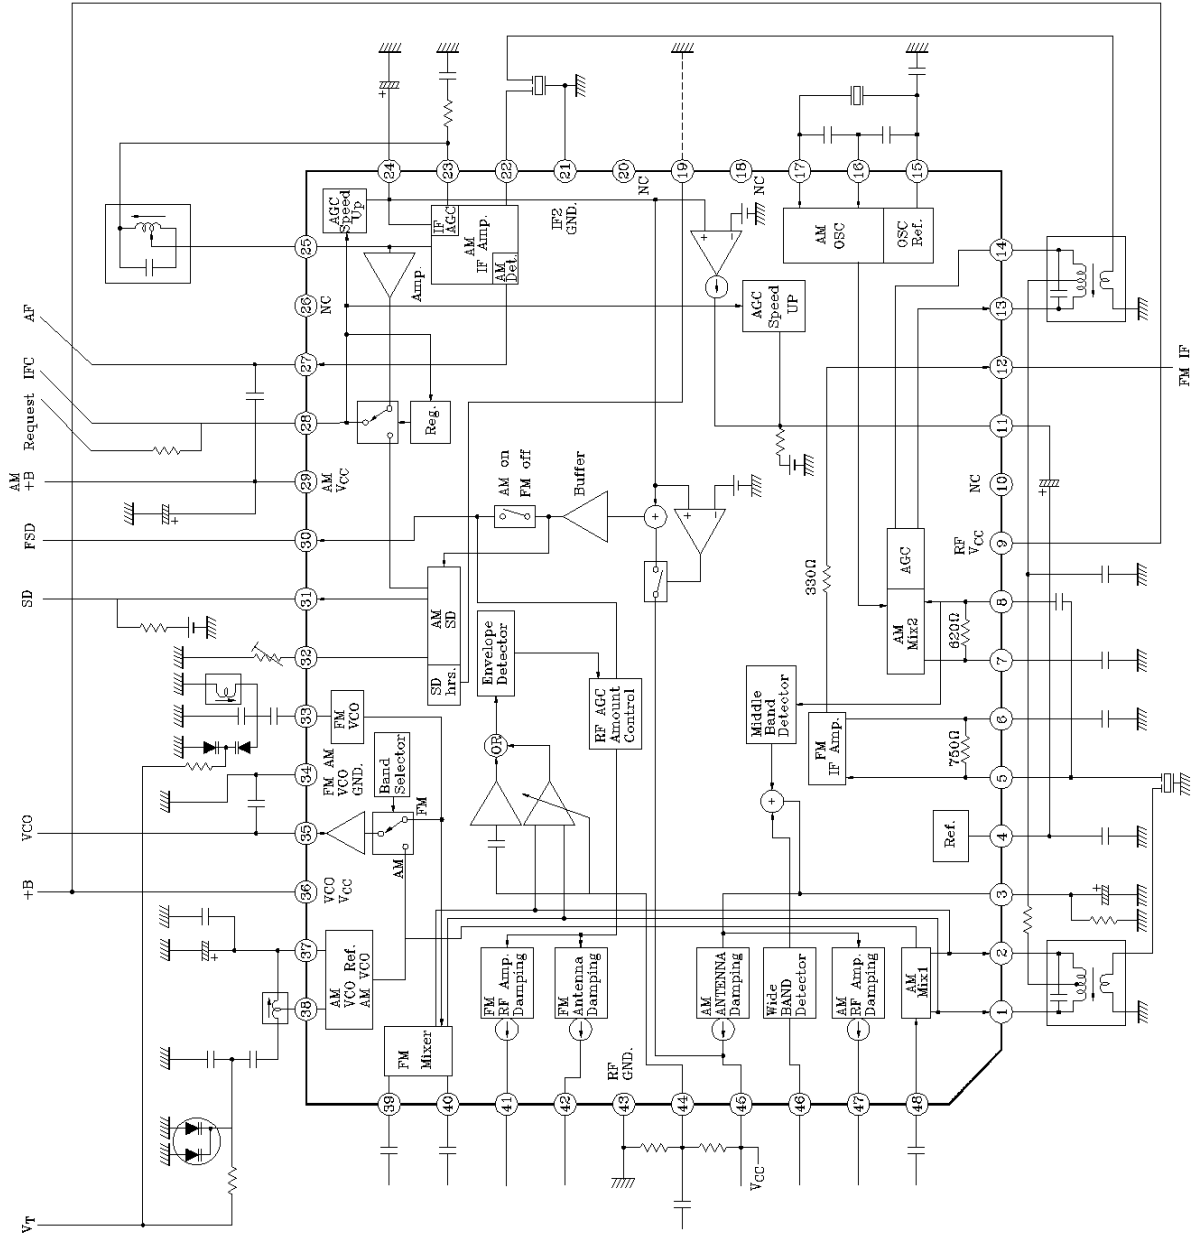 24
23
22
21
20
NC
19
18
NC
17
16
15
AGC
Speed
Up
IF
AGC
AM
IF Amp.
AM
Det.
IF2
GND.
+
-
AM
OSC
OSC
Ref.
25
Amp.
14
26
NC
AGC
Speed
UP
13
AF
27
12
FM IF
IFC
28
Reg.
11
Request
AM
+B
29
AM
VCC
AM on
FM off
Buffer
10
NC
FSD
30
+
+
-
9
RF
VCC
SD
31
AM
SD
SD
hrs.
330Ω
AGC
AM
Mix2
620Ω
8
32
Envelope
Detector
7
33
FM
VCO
RF AGC
Amount
Control
Middle
Band
Detector
FM
IF Amp.
750Ω
6
OR
34
FM AM
VCO
GND.
Band
Selector
5
FM
+
VCO
35
AM
Ref.
4
+B
36
VCO
VCC
3
37
AM
VCO Ref.
AM VCO
FM
RF Amp.
Damping
FM
Antenna
Damping
AM
ANTENNA
Damping
Wide
BAND
Detector
AM
RF Amp.
Damping
AM
Mix1
2
38
1
FM
Mixer
RF
GND.
39
40
41
42
43
44
45
46
47
48
VCC
VT
+
+
+
+
+